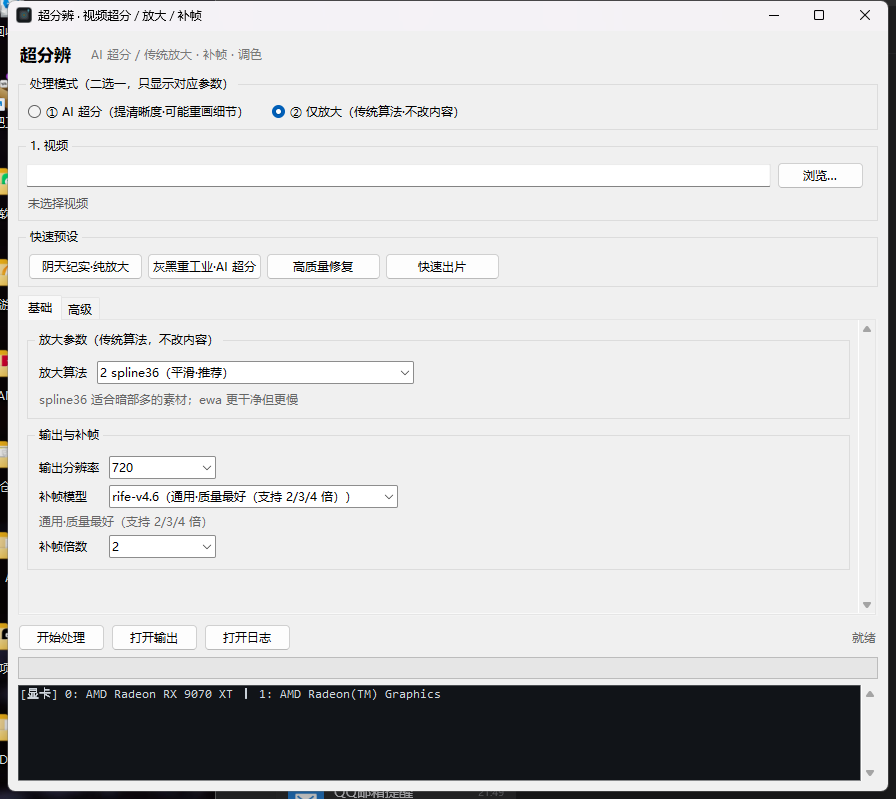 超分辨 · 视频超分 / 放大 / 补帧
超分辨 AI 超分 / 传统放大 · 补帧 · 调色
处理模式（二选一，只显示对应参数）
① AI 超分（提清晰度·可能重画细节） ② 仅放大（传统算法·不改内容）
1. 视频
浏览...
未选择视频
快速预设
阴天纪实·纯放大 灰黑重工业·AI 超分 高质量修复 快速出片
基础 高级
放大参数（传统算法，不改内容）
放大算法 2 spline36（平滑·推荐）
spline36 适合暗部多的素材；ewa 更干净但更慢
输出与补帧
输出分辨率 720
补帧模型 rife-v4.6（通用·质量最好（支持 2/3/4 倍））
通用·质量最好（支持 2/3/4 倍）
补帧倍数 2
开始处理 打开输出 打开日志 就绪
[显卡] 0: AMD Radeon RX 9070 XT | 1: AMD Radeon(TM) Graphics
QQ邮箱提醒 21:49